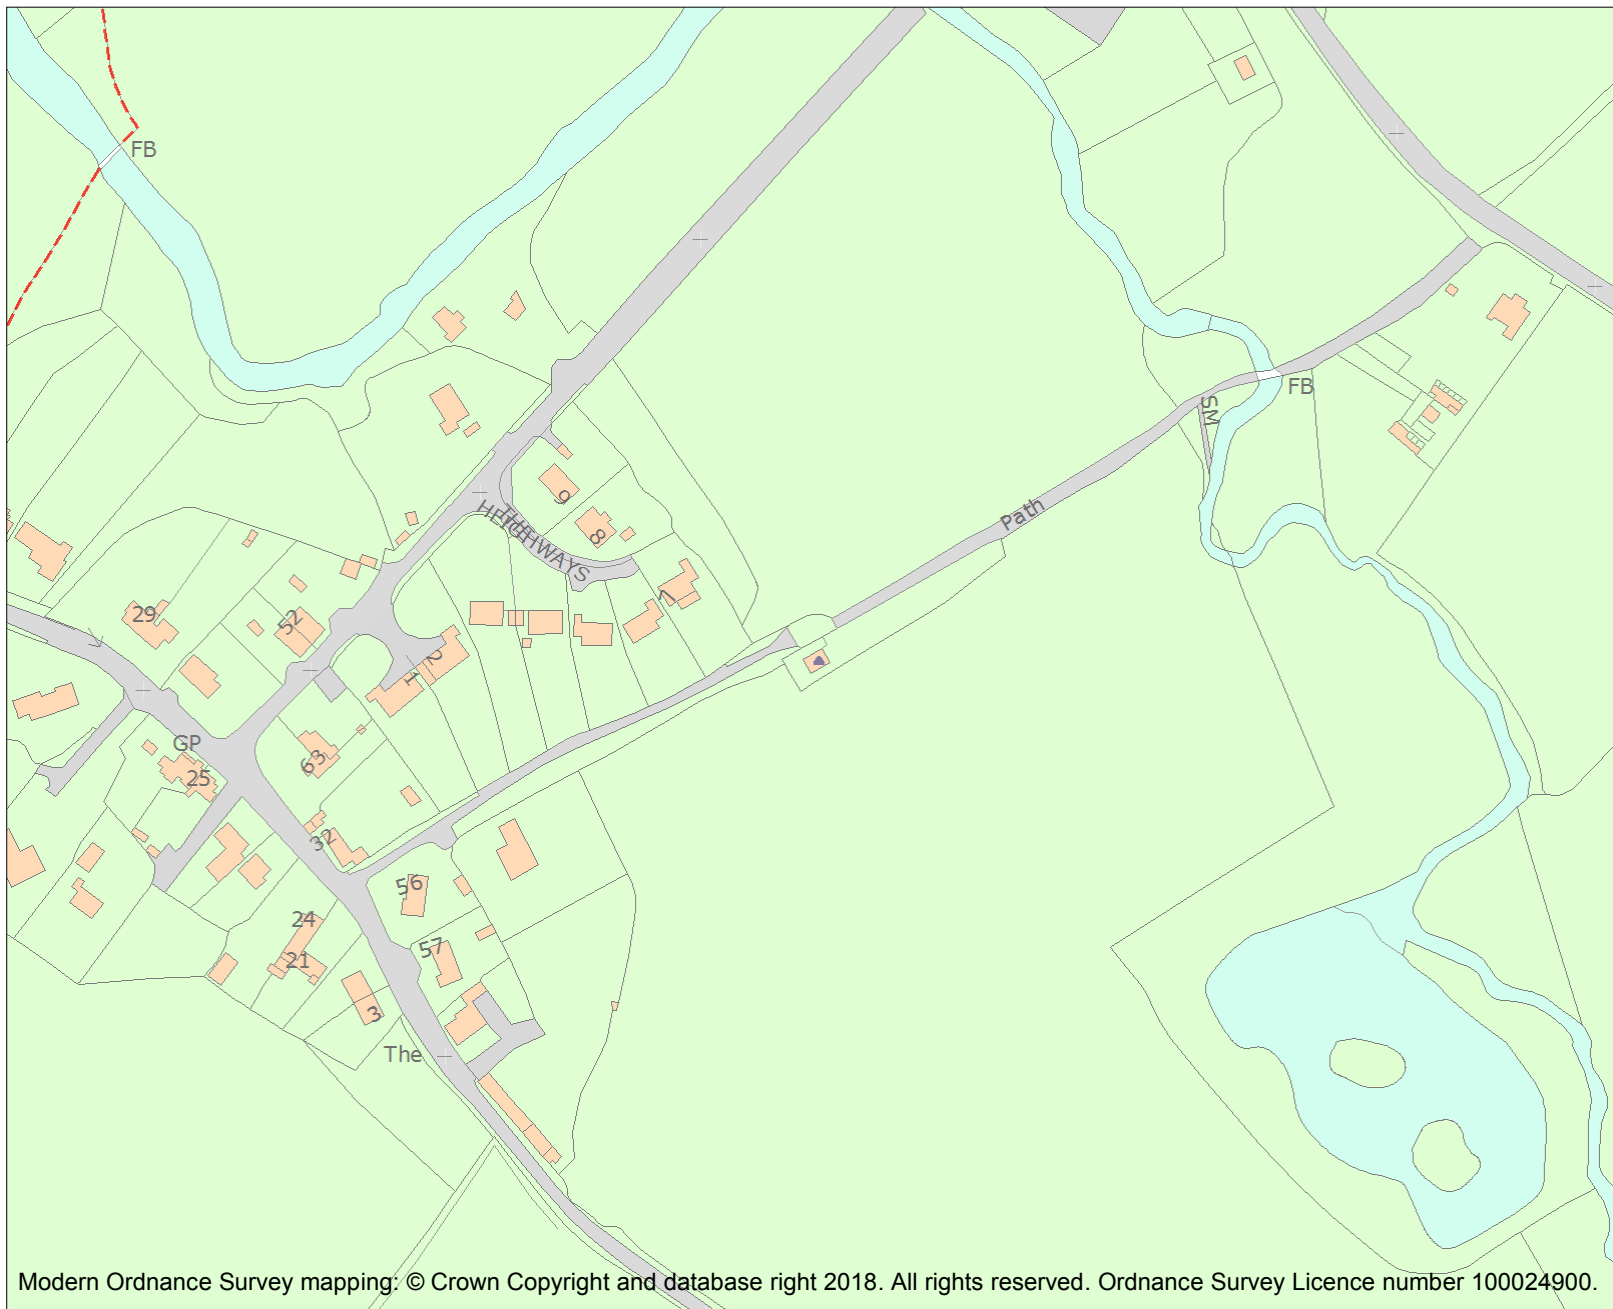 FB
FB
SM
Path
9
8
THE
HIGHWAYS
7
29
52
2
1
GP
25
63
32
56
24
57
21
3
The
Modern Ordnance Survey mapping: © Crown Copyright and database right 2018. All rights reserved. Ordnance Survey Licence number 100024900.